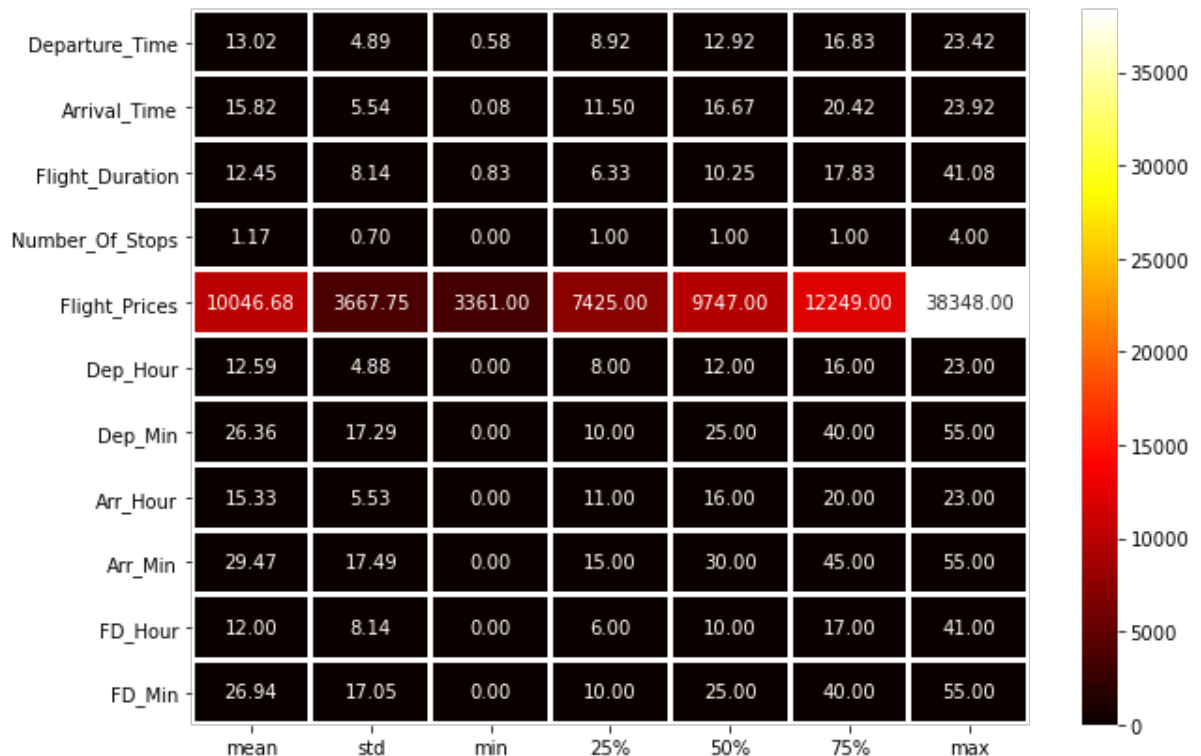 Departure_Time 13.02 4.89 0.58 8.92 12.92 16.83 23.42
Arrival_Time 15.82 5.54 0.08 11.50 16.67 20.42 23.92
Flight_Duration 12.45 8.14 0.83 6.33 10.25 17.83 41.08
Number_Of_Stops 1.17 0.70 0.00 1.00 1.00 1.00 4.00
Flight_Prices 10046.68 3667.75 3361.00 7425.00 9747.00 12249.00 38348.00
Dep_Hour 12.59 4.88 0.00 8.00 12.00 16.00 23.00
Dep_Min 26.36 17.29 0.00 10.00 25.00 40.00 55.00
Arr_Hour 15.33 5.53 0.00 11.00 16.00 20.00 23.00
Arr_Min 29.47 17.49 0.00 15.00 30.00 45.00 55.00
FD_Hour 12.00 8.14 0.00 6.00 10.00 17.00 41.00
FD_Min 26.94 17.05 0.00 10.00 25.00 40.00 55.00
mean std min 25% 50% 75% max
35000
30000
25000
20000
15000
10000
5000
0